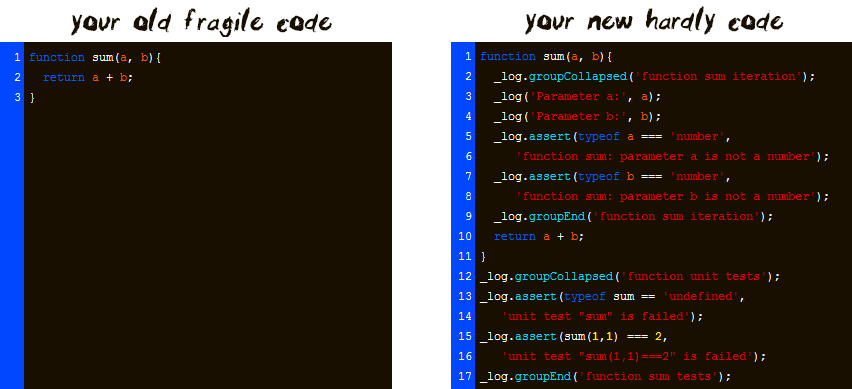 your old fragile code
1 function sum(a, b){
2 return a + b;
3 }
your new hardly code
1 function sum(a, b){
2 _log.groupCollapsed('function sum iteration');
3 _log('Parameter a:', a);
4 _log('Parameter b:', b);
5 _log.assert(typeof a === 'number',
6 'function sum: parameter a is not a number');
7 _log.assert(typeof b === 'number',
8 'function sum: parameter b is not a number');
9 _log.groupEnd('function sum iteration');
10 return a + b;
11 }
12 _log.groupCollapsed('function unit tests');
13 _log.assert(typeof sum == 'undefined',
14 'unit test "sum" is failed');
15 _log.assert(sum(1,1) === 2,
16 'unit test "sum(1,1)===2" is failed');
17 _log.groupEnd('function sum tests');